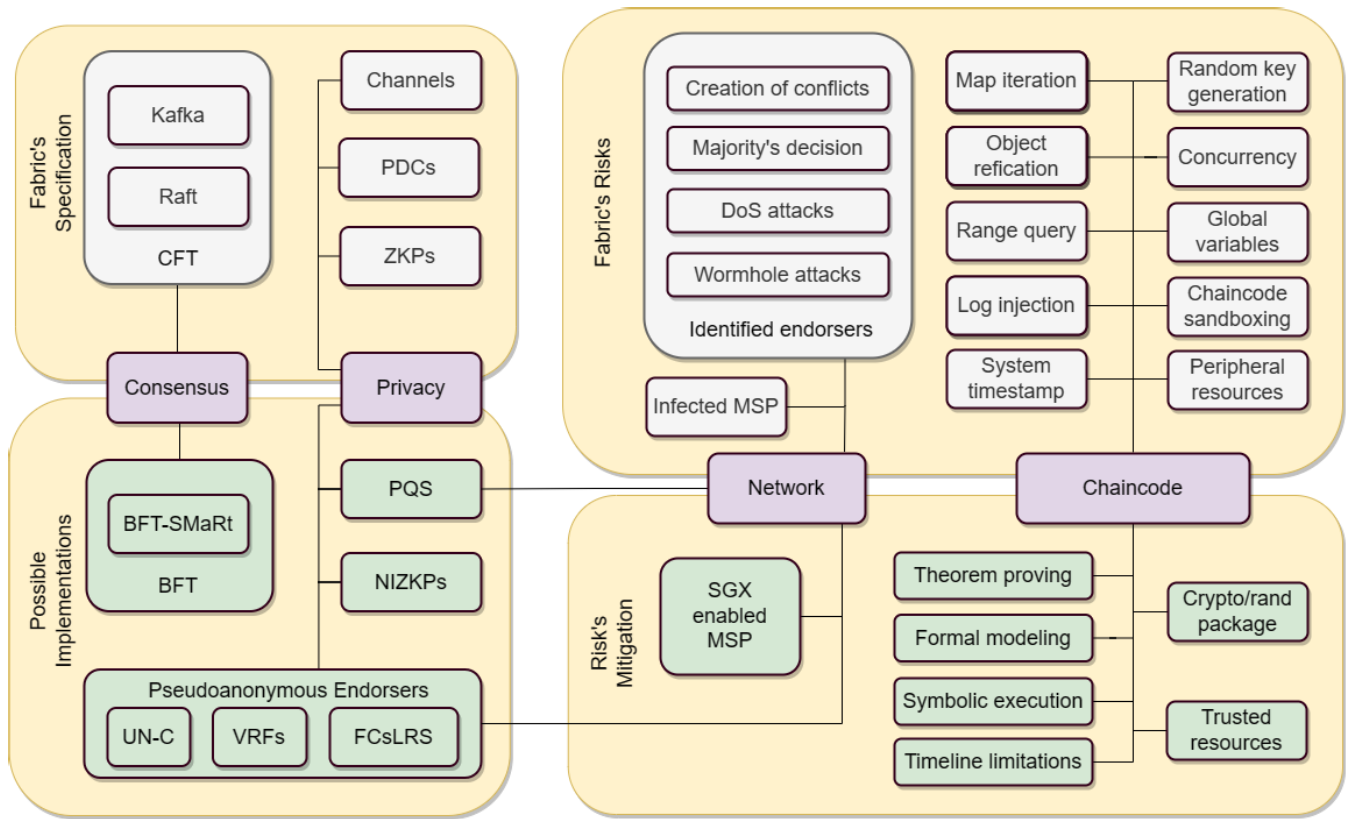 Fabric's
Specification
Kafka
Raft
CFT
Channels
PDCs
ZKPs
Consensus
Privacy
Possible
Implementations
BFT-SMaRt
BFT
PQS
NIZKPs
Pseudoanonymous Endorsers
UN-C
VRFs
FCsLRS
Fabric's Risks
Creation of conflicts
Majority's decision
DoS attacks
Wormhole attacks
Identified endorsers
Infected MSP
Map iteration
Object
refication
Range query
Log injection
System
timestamp
Random key
generation
Concurrency
Global
variables
Chaincode
sandboxing
Peripheral
resources
Network
Chaincode
Risk's
Mitigation
SGX
enabled
MSP
Theorem proving
Formal modeling
Symbolic execution
Timeline limitations
Crypto/rand
package
Trusted
resources